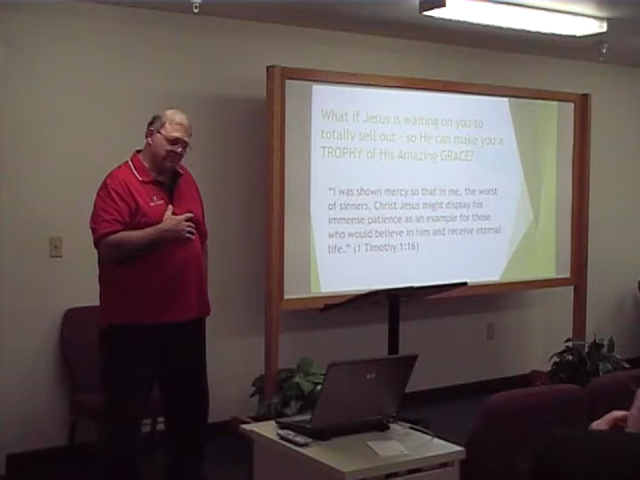 What if Jesus is waiting on you to
totally sell out - so He can make you a
TROPHY of His Amazing GRACE?
"I was shown mercy so that in me, the worst
of sinners, Christ Jesus might display his
immense patience as an example for those
who would believe in him and receive eternal
life." (1 Timothy 1:16)